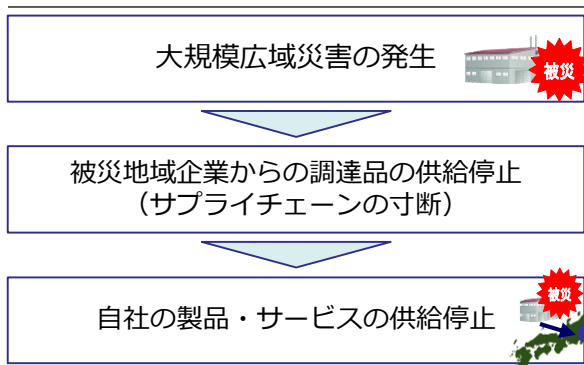 大規模広域災害の発生
被災
被災地域企業からの調達品の供給停止
（サプライチェーンの寸断）
被災
自社の製品・サービスの供給停止